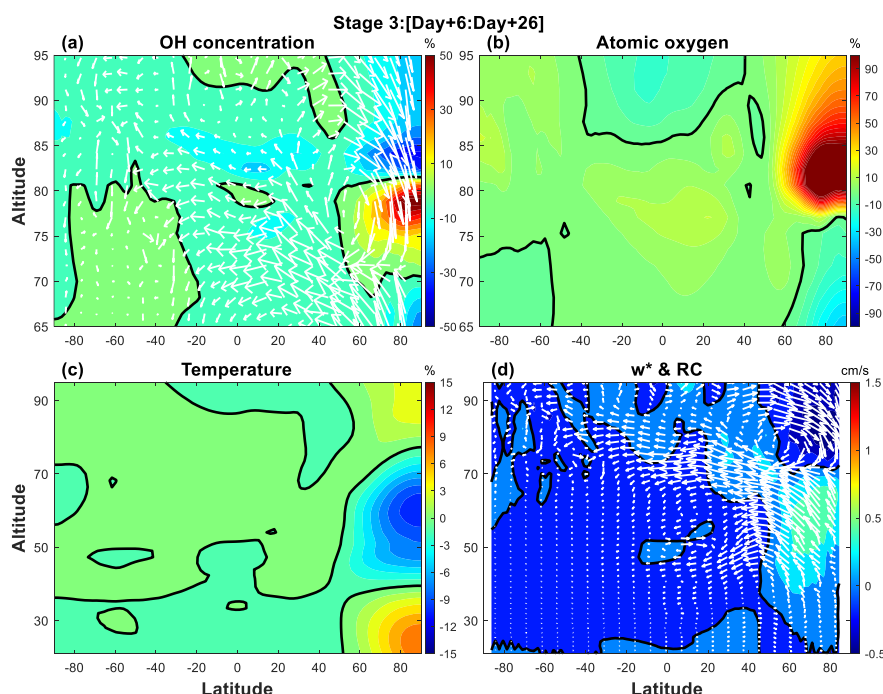 Stage 3:[Day+6:Day+26]
(a) OH concentration %
95 90 85 80 75 70 65
50 30 10 -10 -30 -50
-80 -60 -40 -20 0 20 40 60 80
Altitude
(b) Atomic oxygen %
95 90 85 80 75 70 65
90 70 50 30 10 -10 -30 -50 -70 -90
-80 -60 -40 -20 0 20 40 60 80
(c) Temperature %
90 70 50 30
15 12 9 6 3 0 -3 -6 -9 -12 -15
-80 -60 -40 -20 0 20 40 60 80
Altitude
Latitude
(d) w* & RC cm/s
90 70 50 30
1.5 1 0.5 0 -0.5
-80 -60 -40 -20 0 20 40 60 80
Latitude